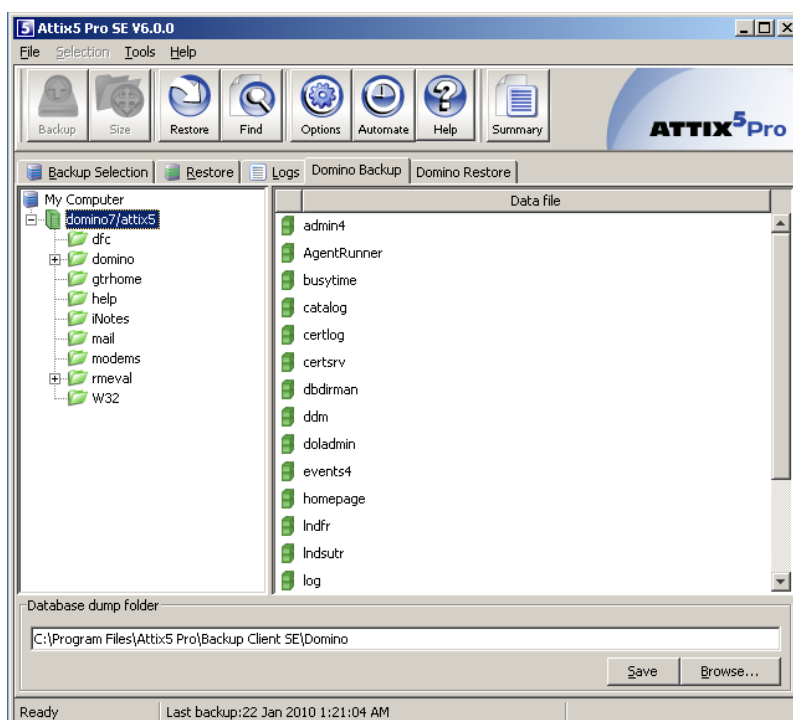 5 Attix5 Pro SE V6.0.0
File Selection Tools Help
Backup Size Restore Find Options Automate Help Summary
ATTIX5Pro
Backup Selection Restore Logs Domino Backup Domino Restore
My Computer
domino7/attix5
dfc
domino
gtrhome
help
iNotes
mail
modems
rmeval
W32
Data file
admin4
AgentRunner
busytime
catalog
certlog
certsrv
dbdirman
ddm
doladmin
events4
homepage
lndfr
lndsutr
log
Database dump folder
C:\Program Files\Attix5 Pro\Backup Client SE\Domino
Save Browse...
Ready Last backup:22 Jan 2010 1:21:04 AM